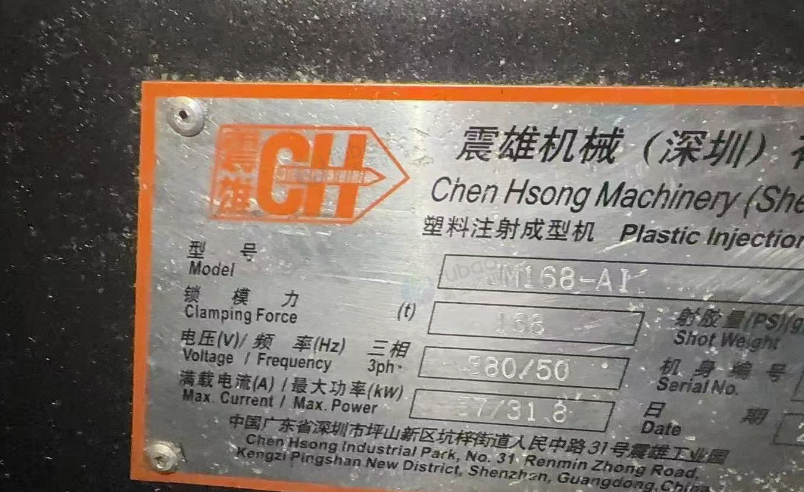 震雄 CH
震雄机械（深圳）
Chen Hsong Machinery (She
塑料注射成型机 Plastic Injection
型号 JM168-AI
Model
锁模力 (t) 168 射胶量(PS)(g
Clamping Force Shot Weight
电压(V)/频率(Hz) 三相 380/50 机身编号
Voltage / Frequency 3ph· Serial No.
满载电流(A)/最大功率(kW) 57/31.8 日期
Max. Current / Max. Power Date
中国广东省深圳市坪山新区坑梓街道人民中路31号震雄工业园
Chen Hsong Industrial Park, No. 31 Renmin Zhong Road,
Kengzi Pingshan New District, Shenzhen, Guangdong, China